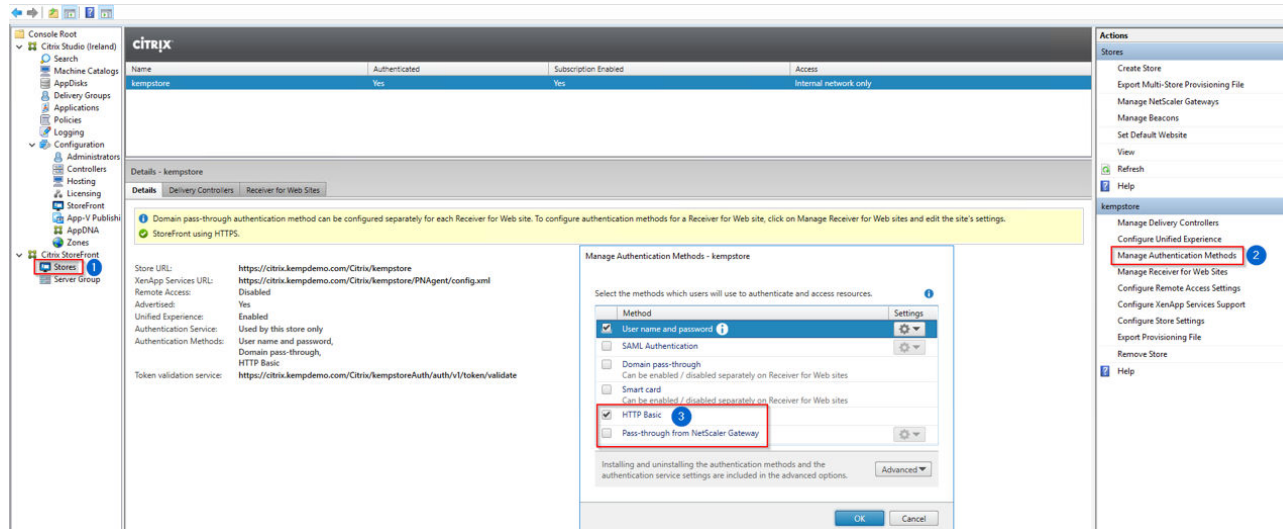 Console Root
Citrix Studio (Ireland)
Search
Machine Catalogs
AppDisks
Delivery Groups
Applications
Policies
Logging
Configuration
Administrators
Controllers
Hosting
Licensing
StoreFront
App-V Publishi
AppDNA
Zones
Citrix StoreFront
Stores 1
Server Group
CİTRIX
Name Authenticated Subscription Enabled Access
kempstore Yes Yes Internal network only
Details - kempstore
Details Delivery Controllers Receiver for Web Sites
Domain pass-through authentication method can be configured separately for each Receiver for Web site. To configure authentication methods for a Receiver for Web site, click on Manage Receiver for Web sites and edit the site's settings.
StoreFront using HTTPS.
Store URL: https://citrix.kempdemo.com/Citrix/kempstore
XenApp Services URL: https://citrix.kempdemo.com/Citrix/kempstore/PNAgent/config.xml
Remote Access: Disabled
Advertised: Yes
Unified Experience: Enabled
Authentication Service: Used by this store only
Authentication Methods: User name and password,
Domain pass-through,
HTTP Basic
Token validation service: https://citrix.kempdemo.com/Citrix/kempstoreAuth/auth/v1/token/validate
Manage Authentication Methods - kempstore
Select the methods which users will use to authenticate and access resources.
Method Settings
User name and password
SAML Authentication
Domain pass-through
Can be enabled / disabled separately on Receiver for Web sites
Smart card
Can be enabled / disabled separately on Receiver for Web sites
HTTP Basic 3
Pass-through from NetScaler Gateway
Installing and uninstalling the authentication methods and the
authentication service settings are included in the advanced options.
Advanced
OK Cancel
Actions
Stores
Create Store
Export Multi-Store Provisioning File
Manage NetScaler Gateways
Manage Beacons
Set Default Website
View
Refresh
Help
kempstore
Manage Delivery Controllers
Configure Unified Experience
Manage Authentication Methods 2
Manage Receiver for Web Sites
Configure Remote Access Settings
Configure XenApp Services Support
Configure Store Settings
Export Provisioning File
Remove Store
Help